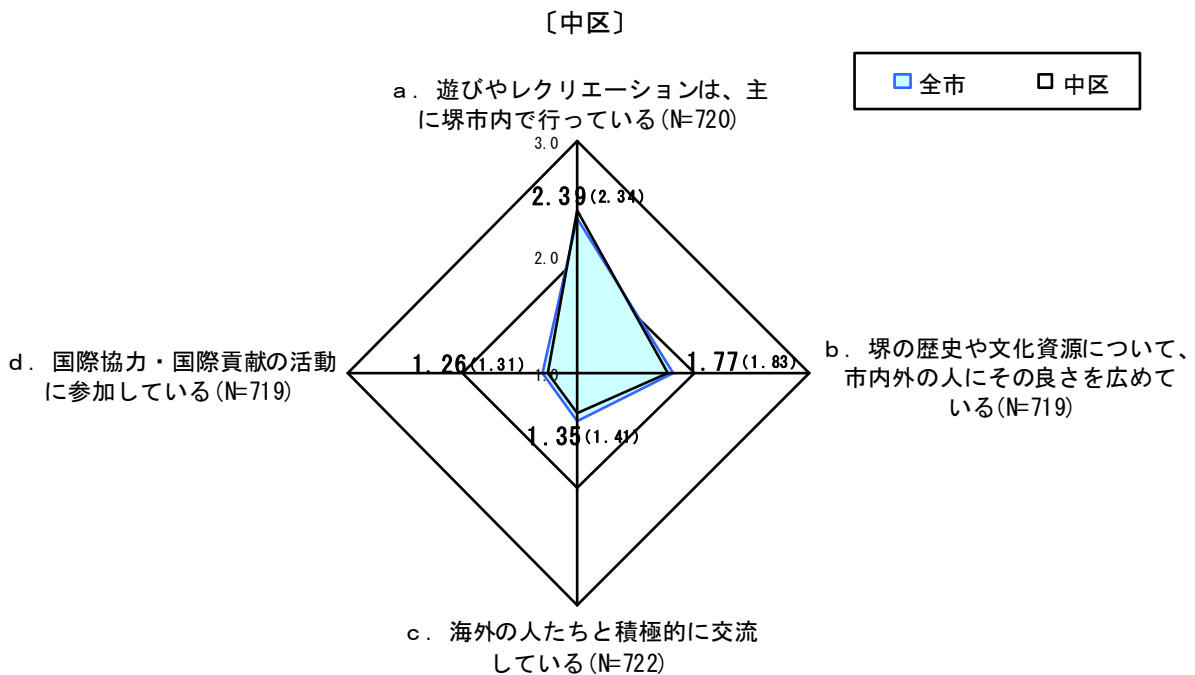 〔中区〕
全市 中区
ａ．遊びやレクリエーションは、主
に堺市内で行っている(N=720)
3.0
2.39(2.34)
2.0
ｄ．国際協力・国際貢献の活動
に参加している(N=719)
1.26(1.31)
1.0
1.77(1.83)
ｂ．堺の歴史や文化資源について、
市内外の人にその良さを広めて
いる(N=719)
1.35(1.41)
ｃ．海外の人たちと積極的に交流
している(N=722)